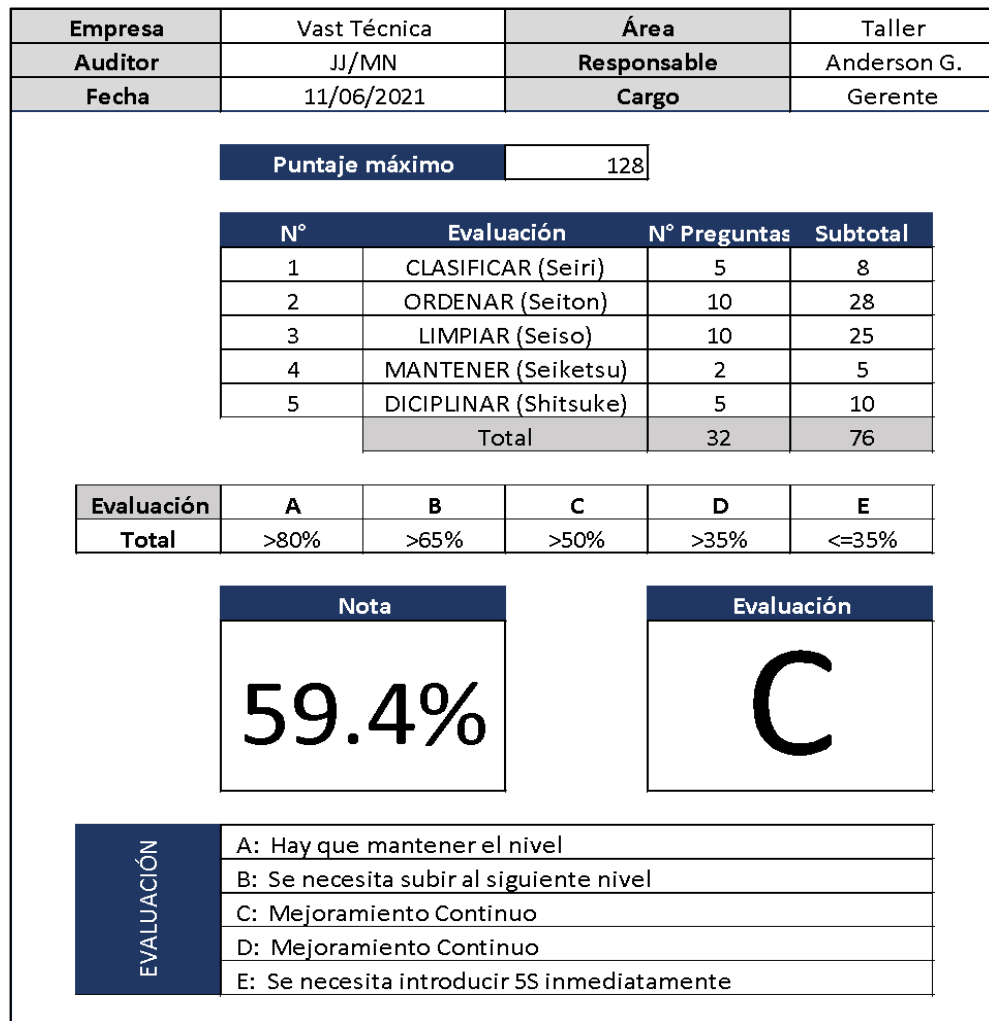 Empresa Vast Técnica Área Taller
Auditor JJ/MN Responsable Anderson G.
Fecha 11/06/2021 Cargo Gerente
Puntaje máximo 128
N° Evaluación N° Preguntas Subtotal
1 CLASIFICAR (Seiri) 5 8
2 ORDENAR (Seiton) 10 28
3 LIMPIAR (Seiso) 10 25
4 MANTENER (Seiketsu) 2 5
5 DICIPLINAR (Shitsuke) 5 10
Total 32 76
Evaluación A B C D E
Total >80% >65% >50% >35% <=35%
Nota Evaluación
59.4% C
EVALUACIÓN
A: Hay que mantener el nivel
B: Se necesita subir al siguiente nivel
C: Mejoramiento Continuo
D: Mejoramiento Continuo
E: Se necesita introducir 5S inmediatamente